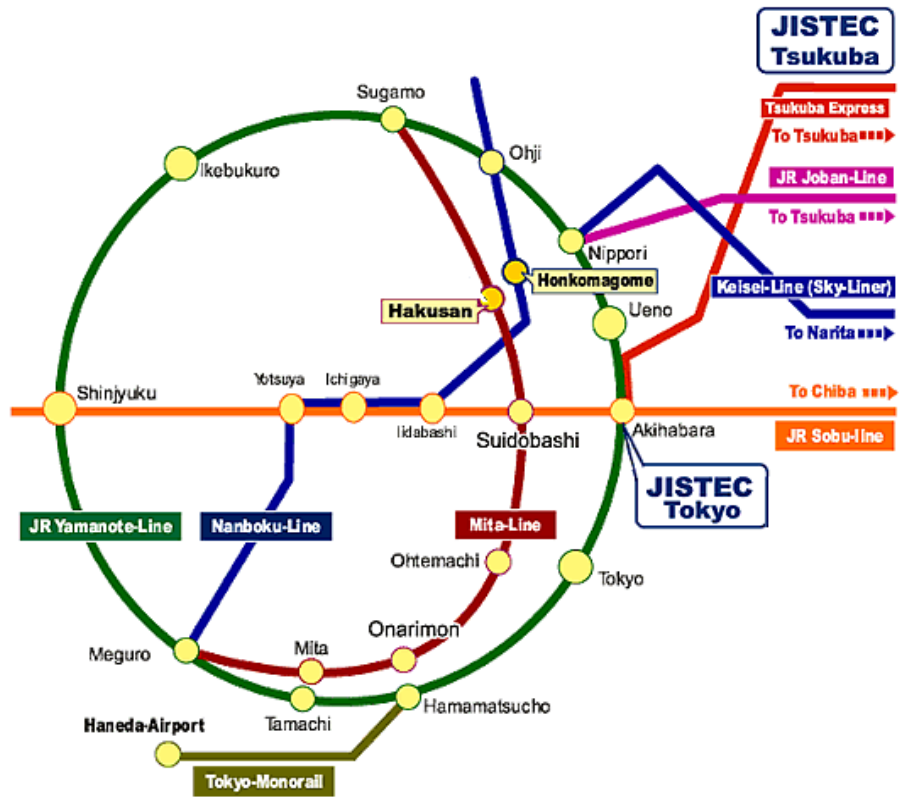 JISTEC
Tsukuba
Sugamo
Tsukuba Express
To Tsukuba
Ohji
Ikebukuro
JR Joban-Line
To Tsukuba
Nippori
Honkomagome
Keisei-Line (Sky-Liner)
Hakusan
Ueno
To Narita
Yotsuya
Ichigaya
Shinjyuku
To Chiba
Iidabashi
Suidobashi
Akihabara
JR Sobu-line
JISTEC
Tokyo
JR Yamanote-Line
Nanboku-Line
Mita-Line
Ohtemachi
Tokyo
Onarimon
Mita
Meguro
Hamamatsucho
Tamachi
Haneda-Airport
Tokyo-Monorail